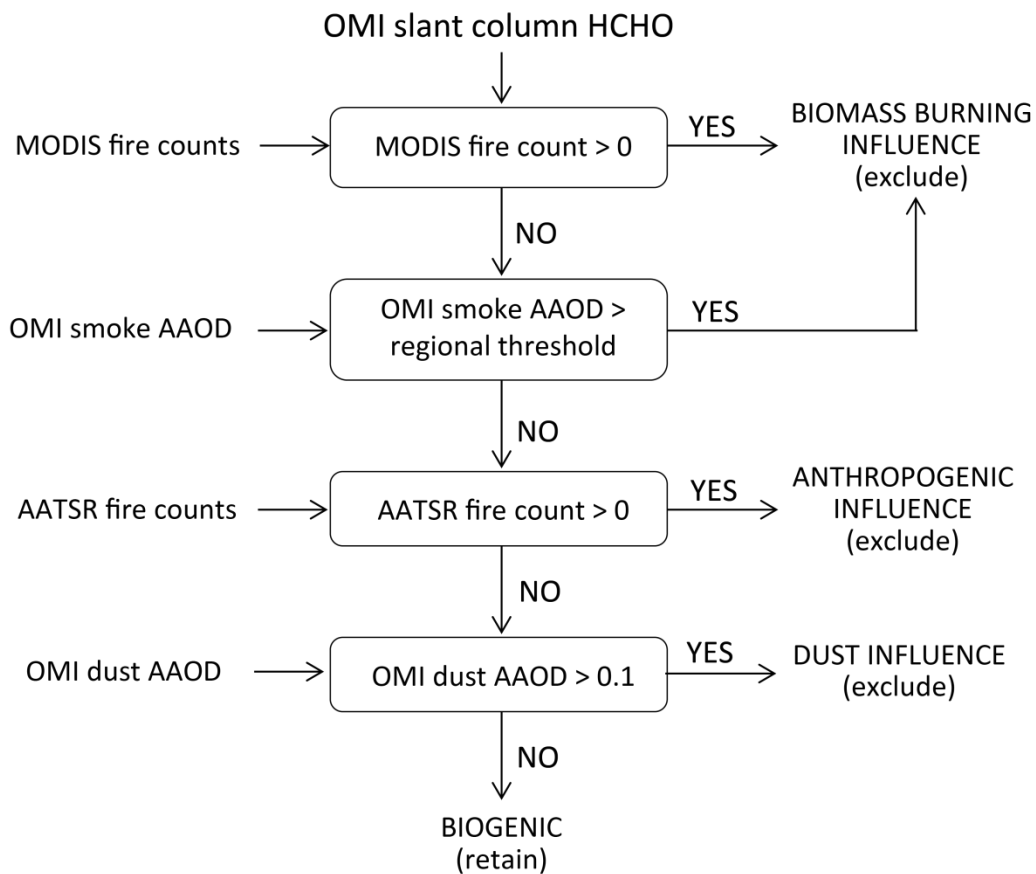 OMI slant column HCHO
MODIS fire counts
MODIS fire count > 0
YES
BIOMASS BURNING
INFLUENCE
(exclude)
NO
OMI smoke AAOD
OMI smoke AAOD >
regional threshold
YES
NO
AATSR fire counts
AATSR fire count > 0
YES
ANTHROPOGENIC
INFLUENCE
(exclude)
NO
OMI dust AAOD
OMI dust AAOD > 0.1
YES
DUST INFLUENCE
(exclude)
NO
BIOGENIC
(retain)